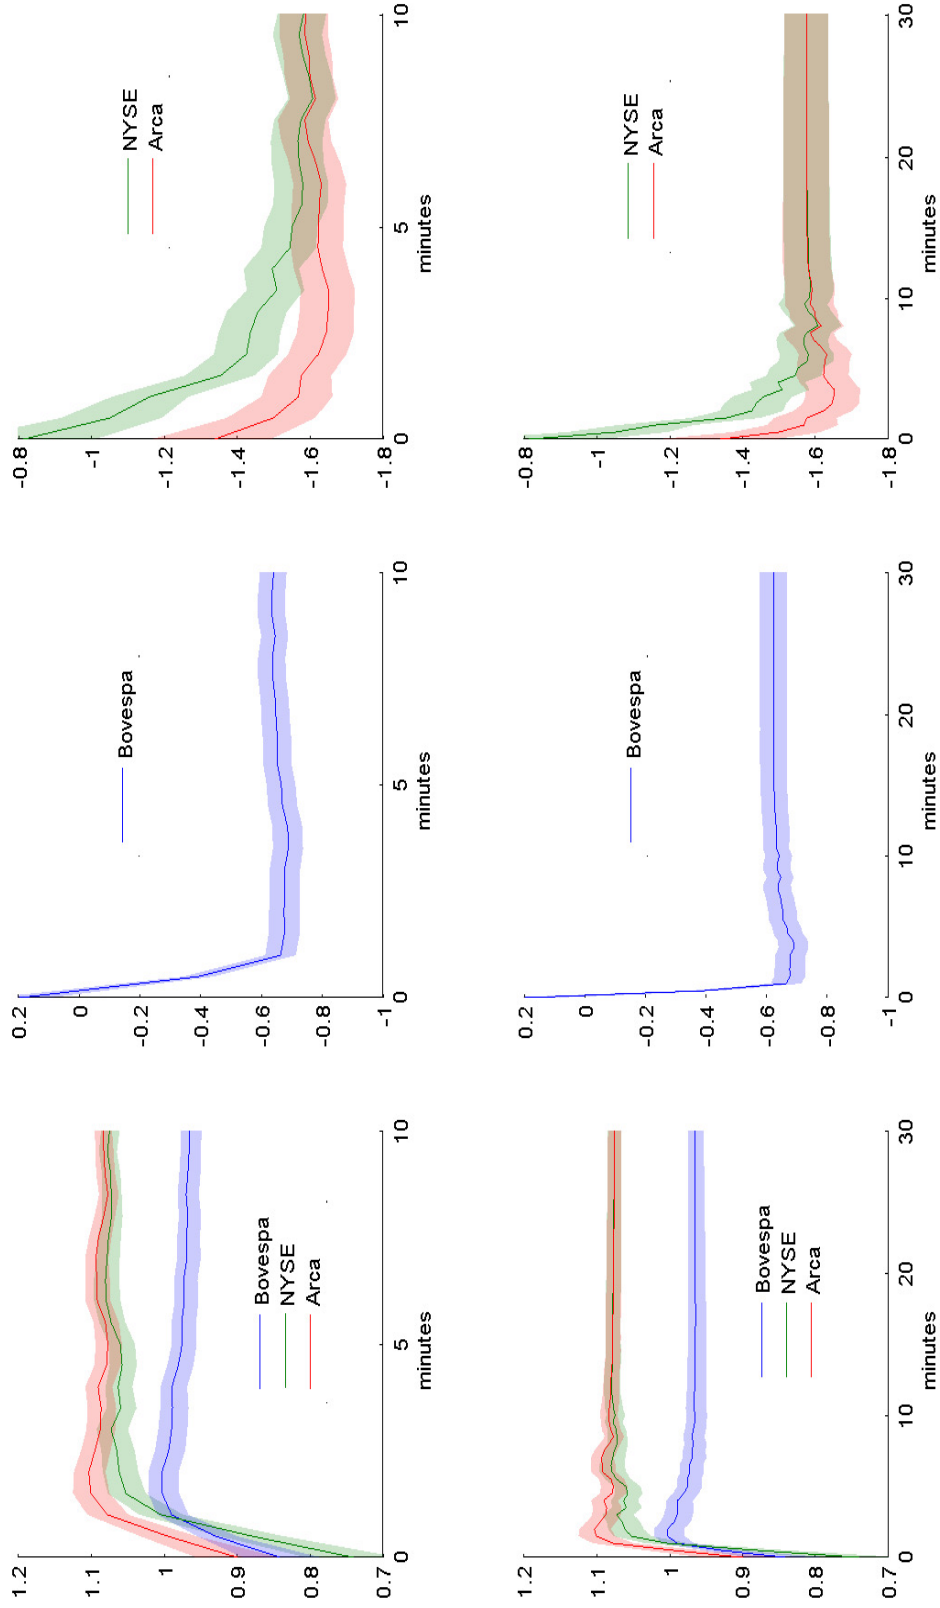 1.2
1.1
1
0.9
0.8
0.7
Bovespa
NYSE
Arca
0 5 10
minutes
0.2
0
-0.2
-0.4
-0.6
-0.8
-1
Bovespa
0 5 10
minutes
-0.8
-1
-1.2
-1.4
-1.6
-1.8
NYSE
Arca
0 5 10
minutes
1.2
1.1
1
0.9
0.8
0.7
Bovespa
NYSE
Arca
0 10 20 30
minutes
0.2
0
-0.2
-0.4
-0.6
-0.8
-1
Bovespa
0 10 20 30
minutes
-0.8
-1
-1.2
-1.4
-1.6
-1.8
NYSE
Arca
0 10 20 30
minutes